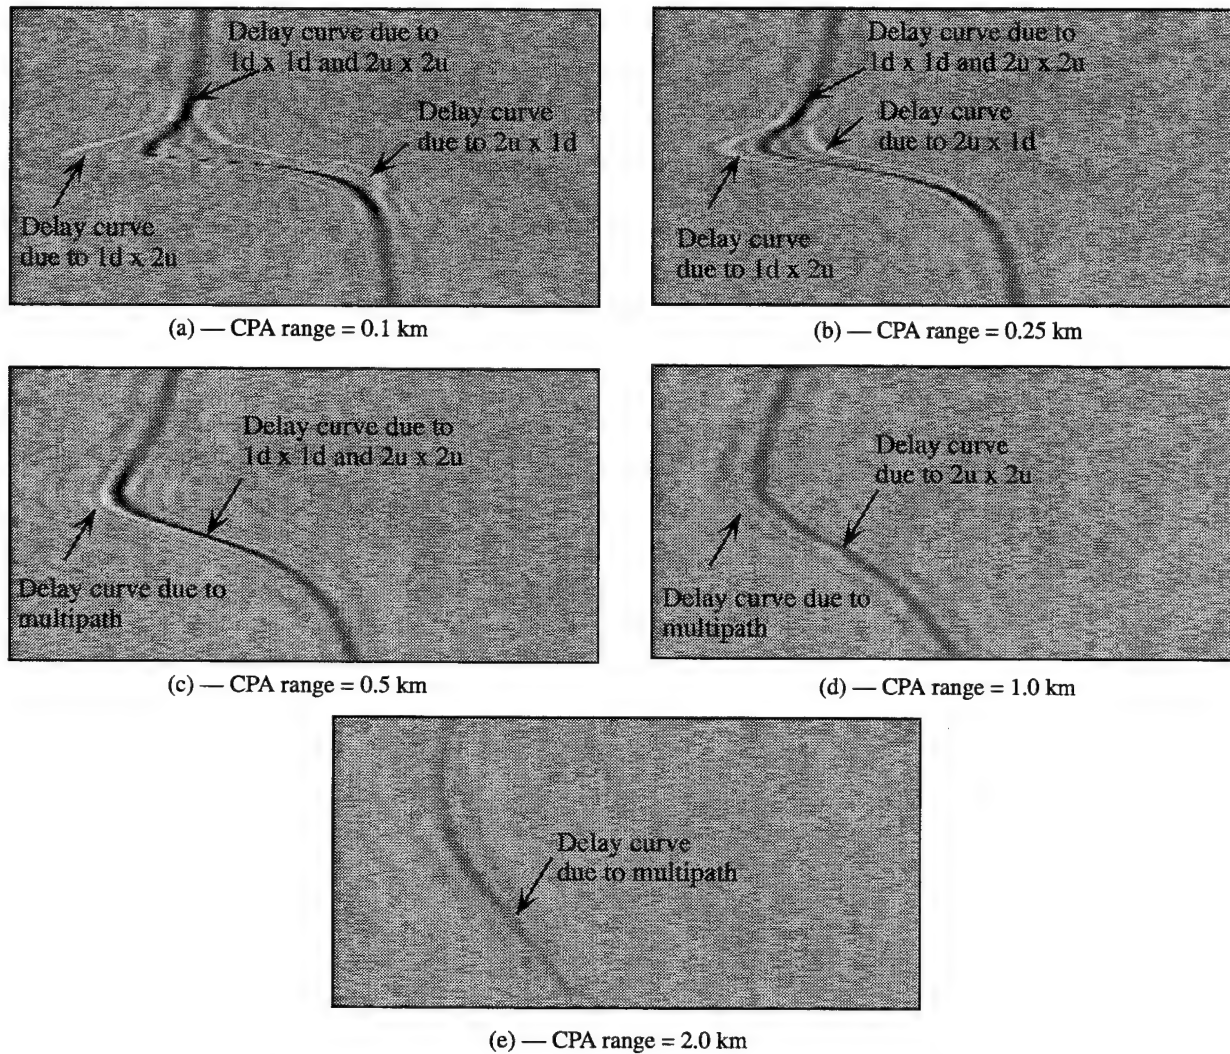 Delay curve due to
1d x 1d and 2u x 2u
Delay curve
due to 2u x 1d
Delay curve
due to 1d x 2u
(a) — CPA range = 0.1 km
Delay curve due to
1d x 1d and 2u x 2u
Delay curve
due to 2u x 1d
Delay curve
due to 1d x 2u
(b) — CPA range = 0.25 km
Delay curve due to
1d x 1d and 2u x 2u
Delay curve due to
multipath
(c) — CPA range = 0.5 km
Delay curve
due to 2u x 2u
Delay curve due to
multipath
(d) — CPA range = 1.0 km
Delay curve
due to multipath
(e) — CPA range = 2.0 km